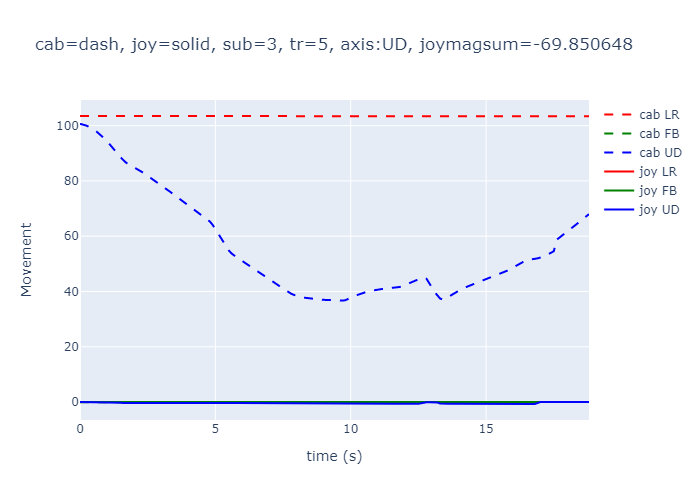 cab=dash, joy=solid, sub=3, tr=5, axis:UD, joymagsum=-69.850648
cab LR
cab FB
cab UD
joy LR
joy FB
joy UD
Movement
100
80
60
40
20
0
0 5 10 15
time (s)